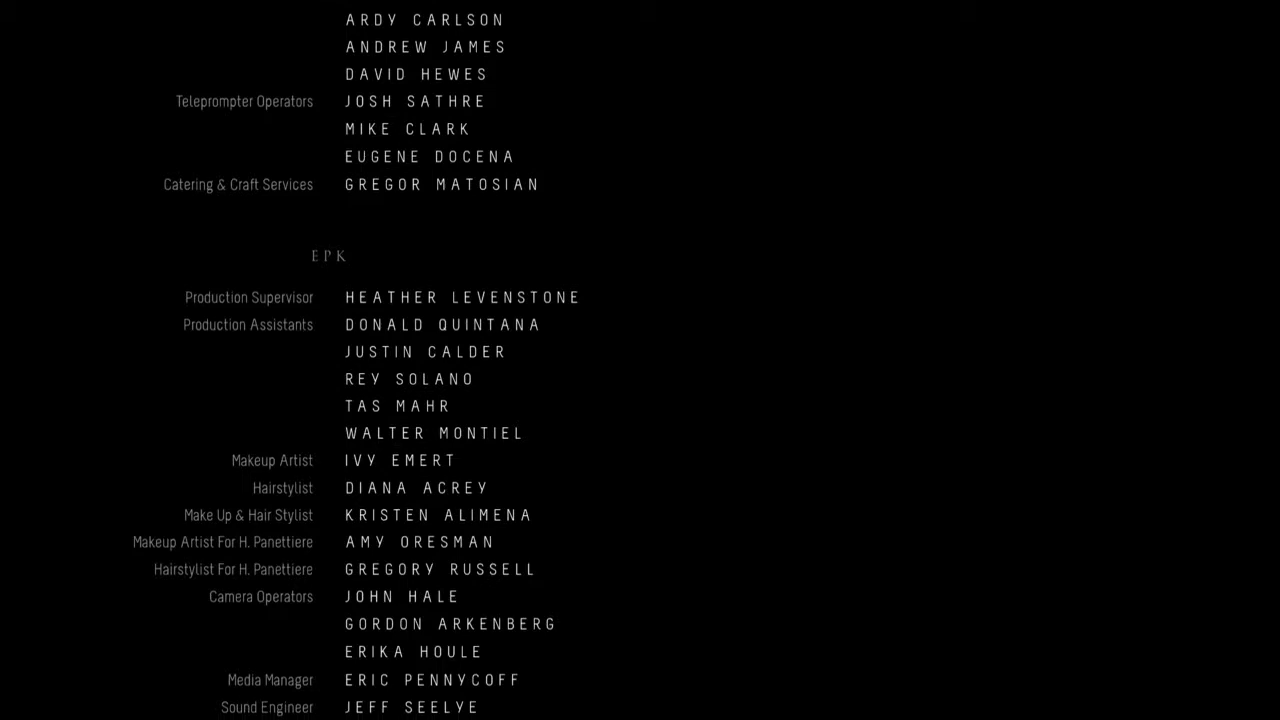 ARDY CARLSON
ANDREW JAMES
DAVID HEWES
Teleprompter Operators JOSH SATHRE
MIKE CLARK
EUGENE DOCENA
Catering & Craft Services GREGOR MATOSIAN
EPK
Production Supervisor HEATHER LEVENSTONE
Production Assistants DONALD QUINTANA
JUSTIN CALDER
REY SOLANO
TAS MAHR
WALTER MONTIEL
Makeup Artist IVY EMERT
Hairstylist DIANA ACREY
Make Up & Hair Stylist KRISTEN ALIMENA
Makeup Artist For H. Panettiere AMY ORESMAN
Hairstylist For H. Panettiere GREGORY RUSSELL
Camera Operators JOHN HALE
GORDON ARKENBERG
ERIKA HOULE
Media Manager ERIC PENNYCOFF
Sound Engineer JEFF SEELYE